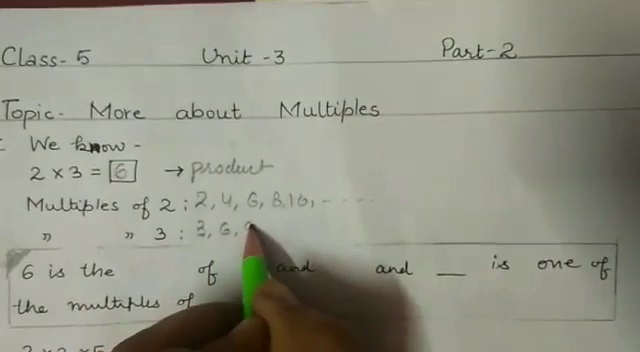 Class-5 Unit -3 Part-2
Topic- More about Multiples
We know -
2 x 3 = 6 → product
Multiples of 2 : 2, 4, 6, 8, 10, - - - - -
" " 3 : 3, 6, 9
6 is the of and and __ is one of
the multiples of